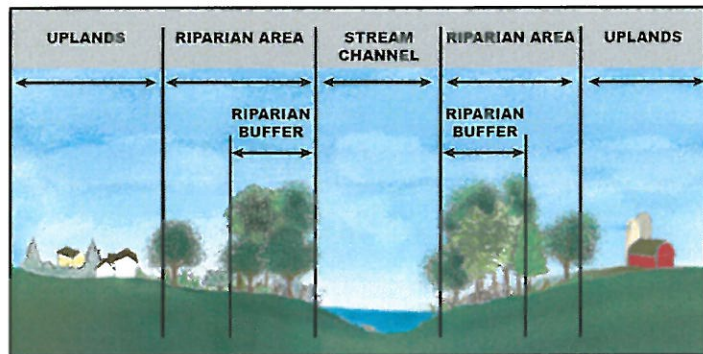 UPLANDS
RIPARIAN AREA
STREAM
CHANNEL
RIPARIAN AREA
UPLANDS
RIPARIAN
BUFFER
RIPARIAN
BUFFER